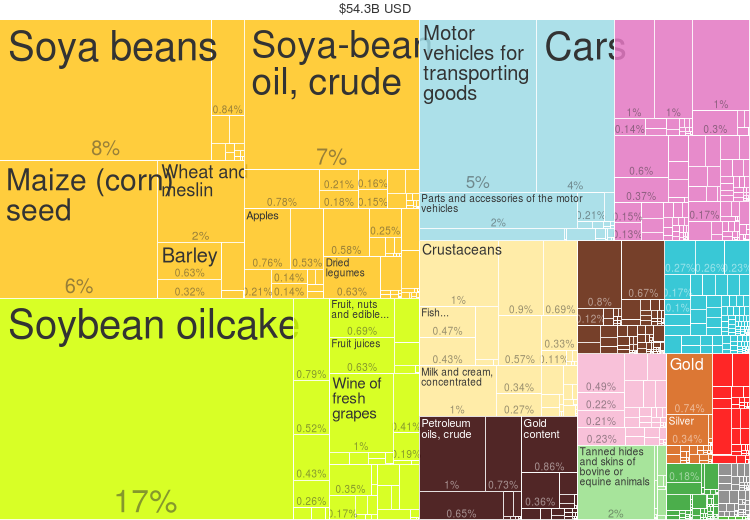 $54.3B USD
Soya beans
8%
0.84%
Soya-bean
oil, crude
7%
Motor
vehicles for
transporting
goods
5%
Cars
4%
1%
1%
1%
0.14%
0.3%
0.6%
0.37%
0.15%
0.17%
0.13%
Maize (corn)
seed
6%
Wheat and
meslin
2%
Barley
0.63%
0.32%
0.78%
0.21%
0.16%
0.18%
0.15%
Apples
0.76%
0.53%
0.58%
0.25%
0.14%
0.21%
0.14%
Dried
legumes
0.63%
Parts and accessories of the motor
vehicles
2%
0.21%
Soybean oilcake
17%
0.79%
0.52%
0.43%
0.26%
Fruit, nuts
and edible...
0.69%
Fruit juices
0.63%
Wine of
fresh
grapes
1%
0.41%
0.19%
0.35%
0.17%
Crustaceans
1%
0.9%
0.69%
Fish...
0.47%
0.43%
0.57%
0.33%
0.11%
Milk and cream,
concentrated
1%
0.34%
0.27%
0.8%
0.67%
0.12%
0.27%
0.26%
0.23%
0.17%
0.1%
0.49%
0.22%
0.21%
0.23%
Gold
0.74%
Silver
0.34%
Petroleum
oils, crude
1%
0.73%
0.65%
Gold
content
0.86%
0.36%
Tanned hides
and skins of
bovine or
equine animals
2%
0.18%